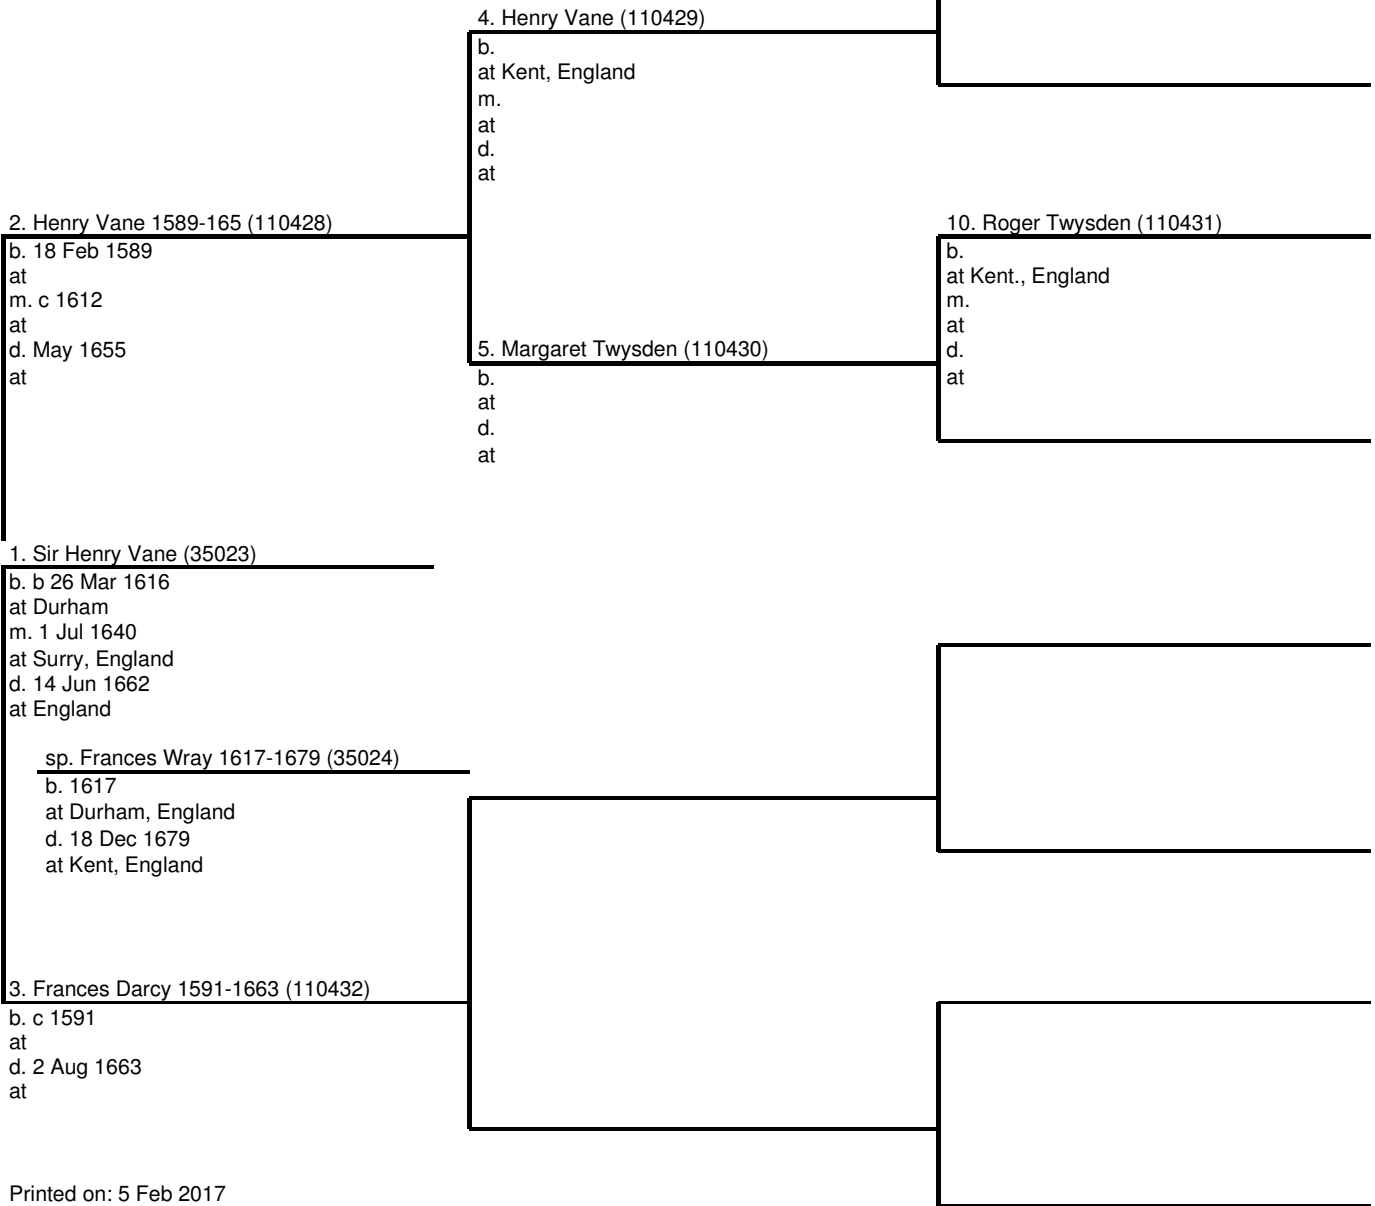 4. Henry Vane (110429)
b.
at Kent, England
m.
at
d.
at
2. Henry Vane 1589-165 (110428)
b. 18 Feb 1589
at
m. c 1612
at
d. May 1655
at
10. Roger Twysden (110431)
b.
at Kent., England
m.
at
d.
at
5. Margaret Twysden (110430)
b.
at
d.
at
1. Sir Henry Vane (35023)
b. b 26 Mar 1616
at Durham
m. 1 Jul 1640
at Surry, England
d. 14 Jun 1662
at England
sp. Frances Wray 1617-1679 (35024)
b. 1617
at Durham, England
d. 18 Dec 1679
at Kent, England
3. Frances Darcy 1591-1663 (110432)
b. c 1591
at
d. 2 Aug 1663
at
Printed on: 5 Feb 2017